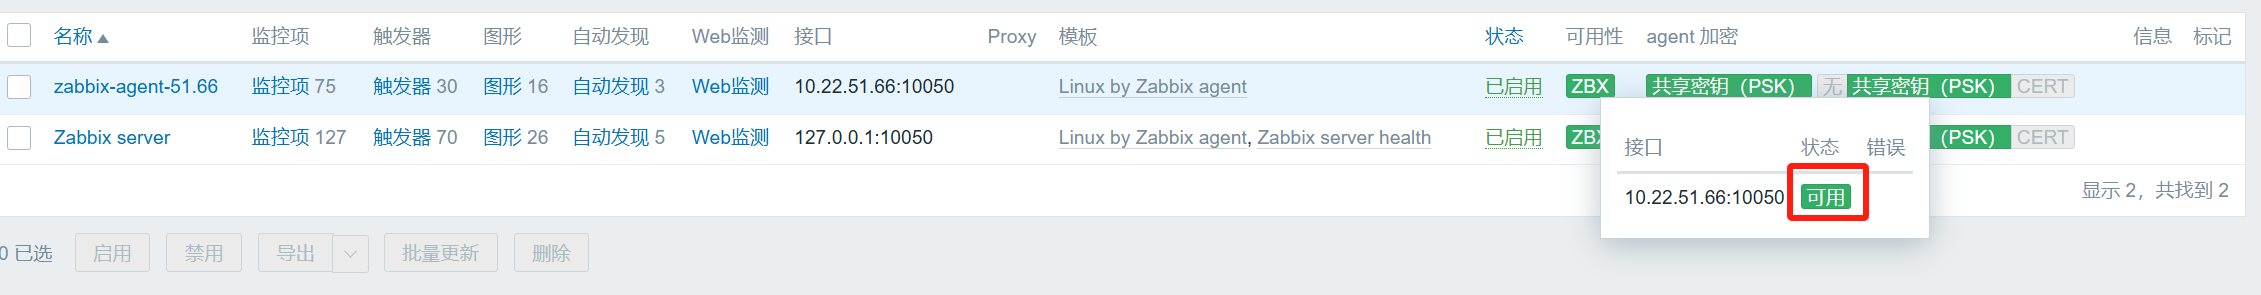 名称 监控项 触发器 图形 自动发现 Web监测 接口 Proxy 模板 状态 可用性 agent 加密 信息 标记
zabbix-agent-51.66 监控项 75 触发器 30 图形 16 自动发现 3 Web监测 10.22.51.66:10050 Linux by Zabbix agent 已启用 ZBX 共享密钥（PSK） 无 共享密钥（PSK） CERT
Zabbix server 监控项 127 触发器 70 图形 26 自动发现 5 Web监测 127.0.0.1:10050 Linux by Zabbix agent, Zabbix server health 已启用 （PSK） CERT
接口 状态 错误
10.22.51.66:10050 可用
显示 2，共找到 2
0 已选 启用 禁用 导出 批量更新 删除